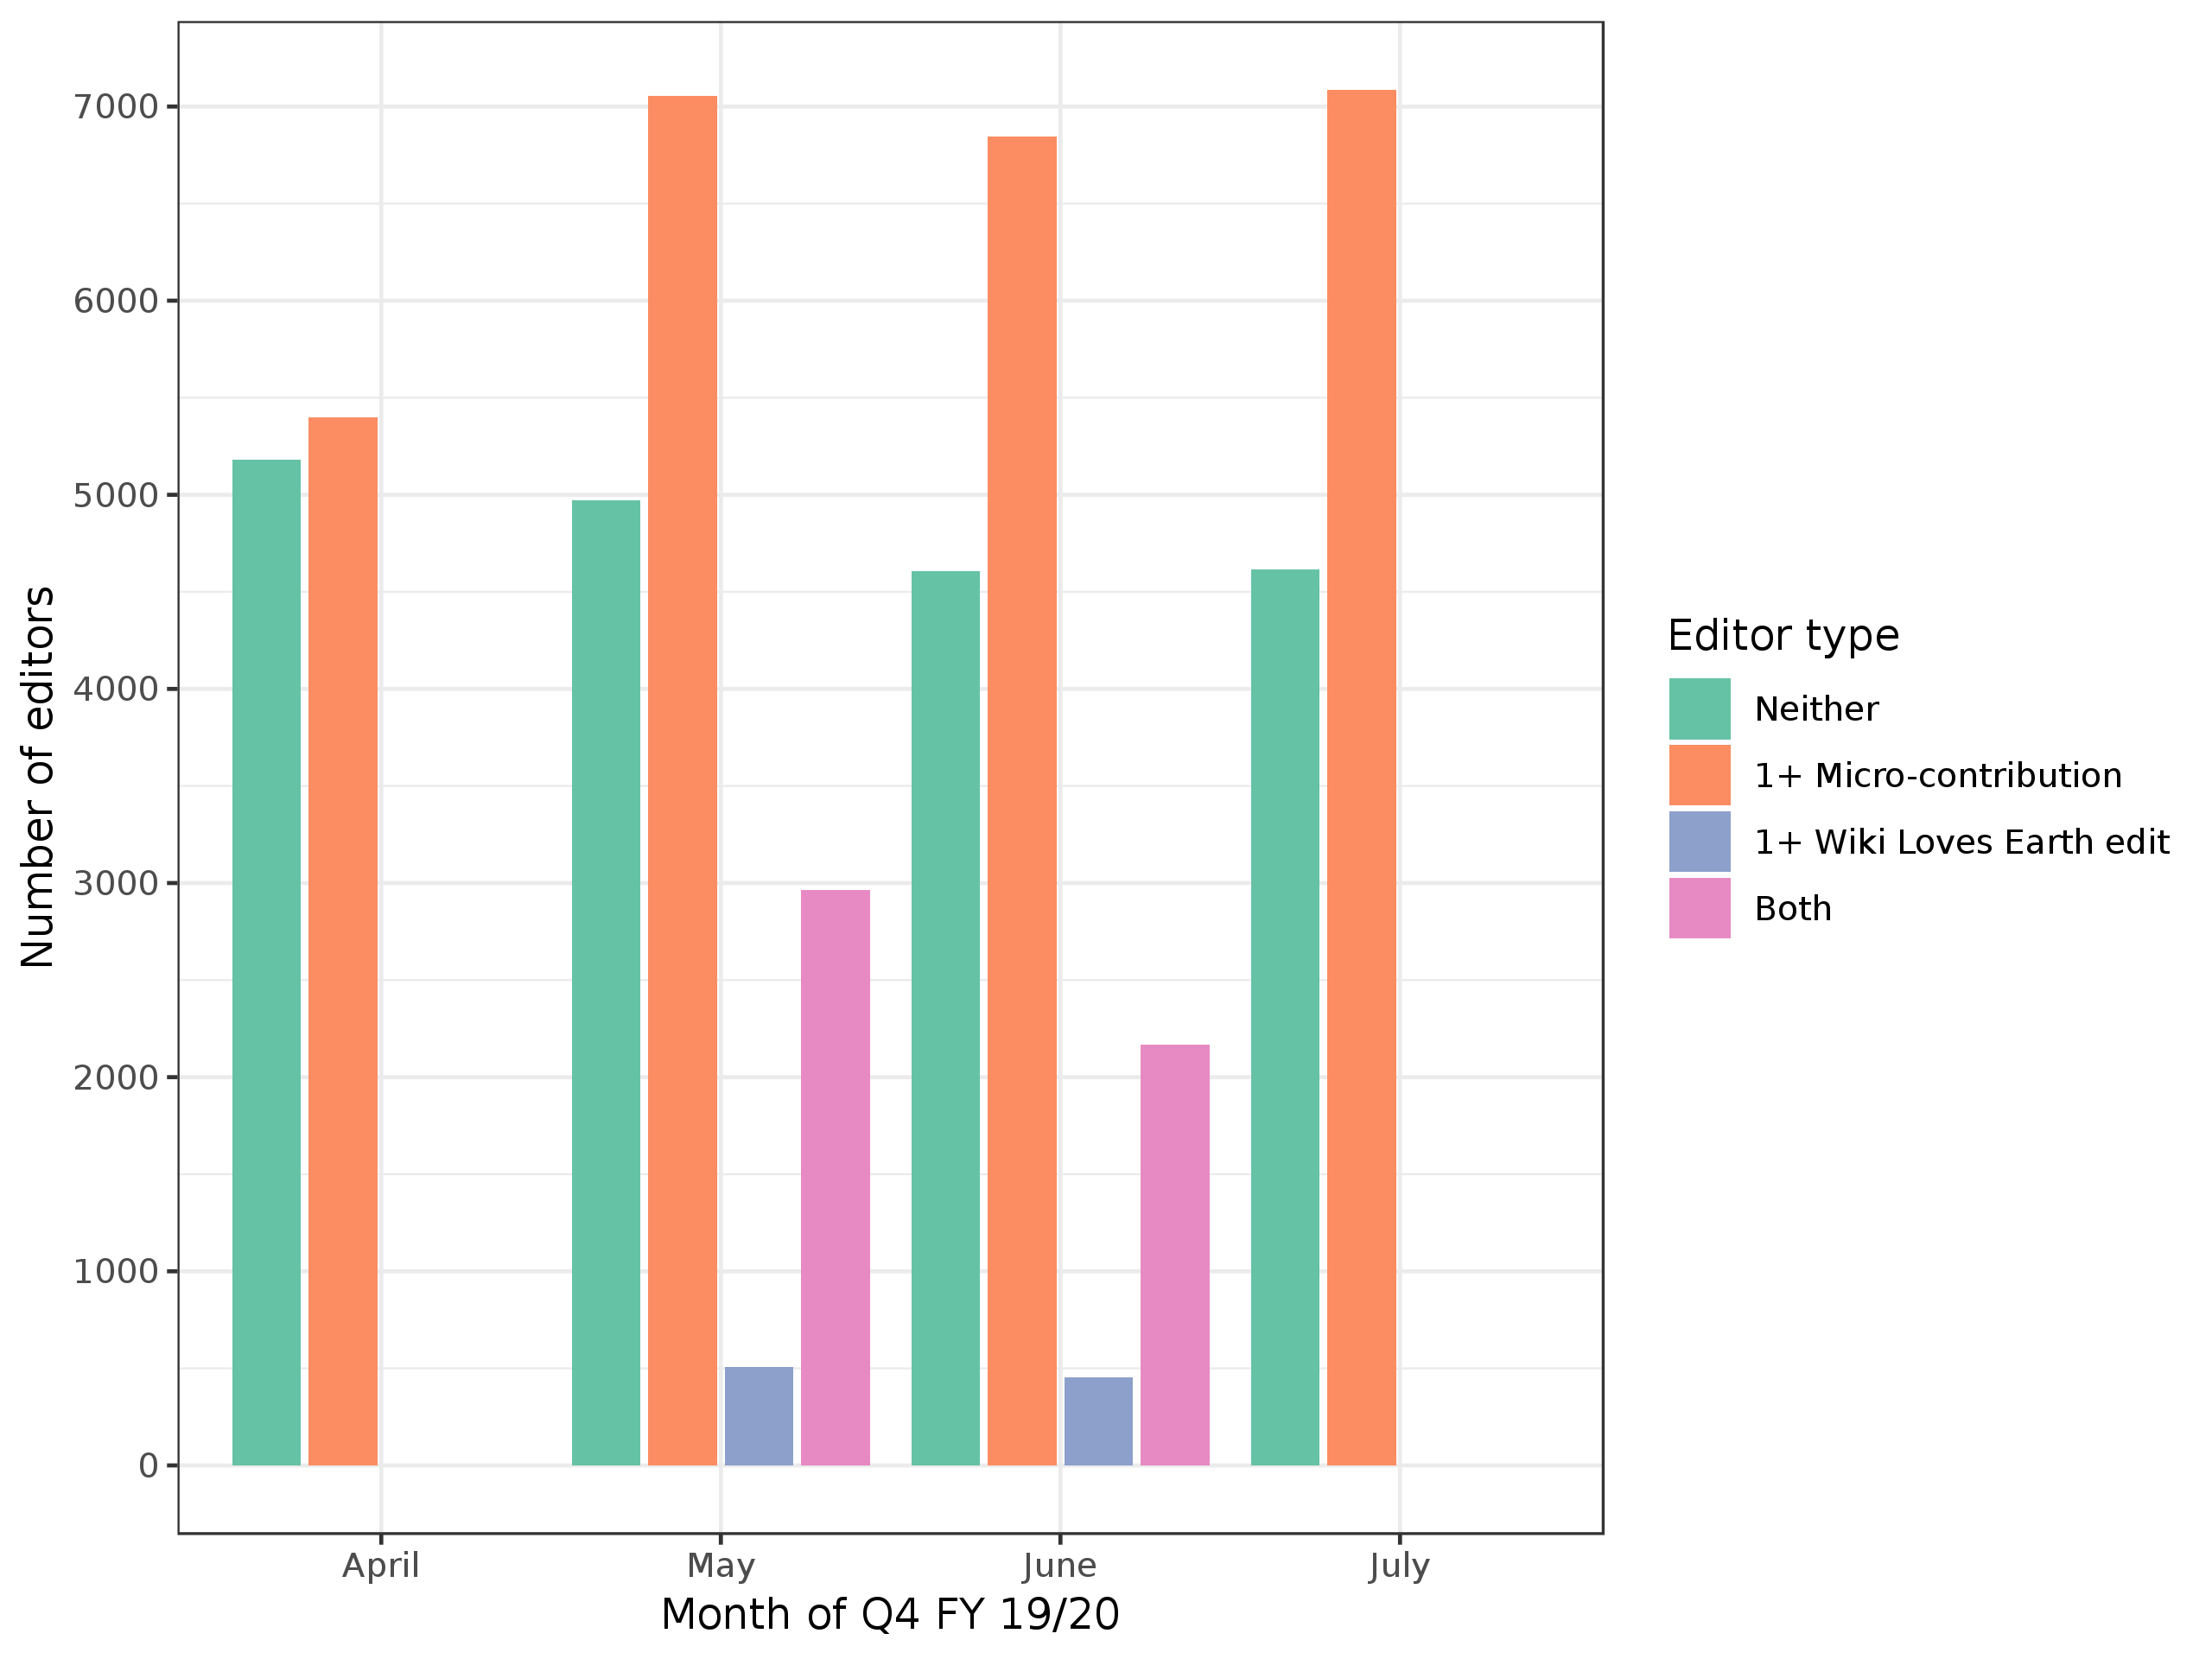 Number of editors
7000
6000
5000
4000
3000
2000
1000
0
April May June July
Month of Q4 FY 19/20
Editor type
Neither
1+ Micro-contribution
1+ Wiki Loves Earth edit
Both